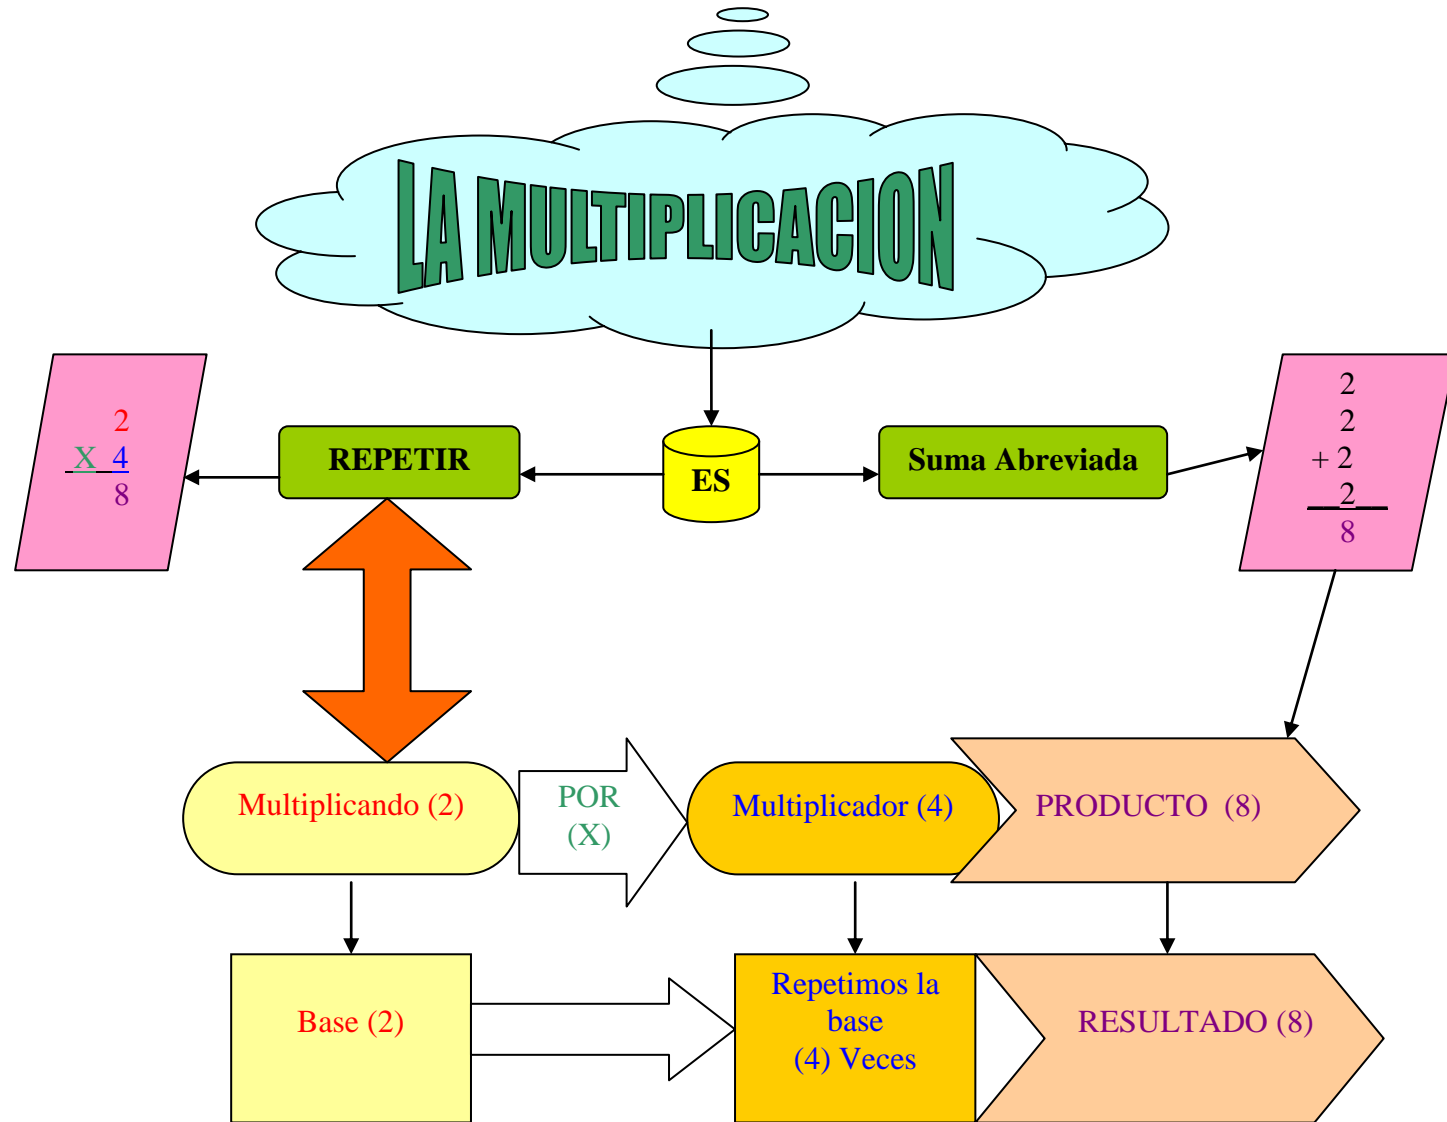 LA MULTIPLICACION
2
X 4
8
REPETIR
ES
Suma Abreviada
2
2
+ 2
2
8
Multiplicando (2)
POR
(X)
Multiplicador (4)
PRODUCTO (8)
Base (2)
Repetimos la
base
(4) Veces
RESULTADO (8)